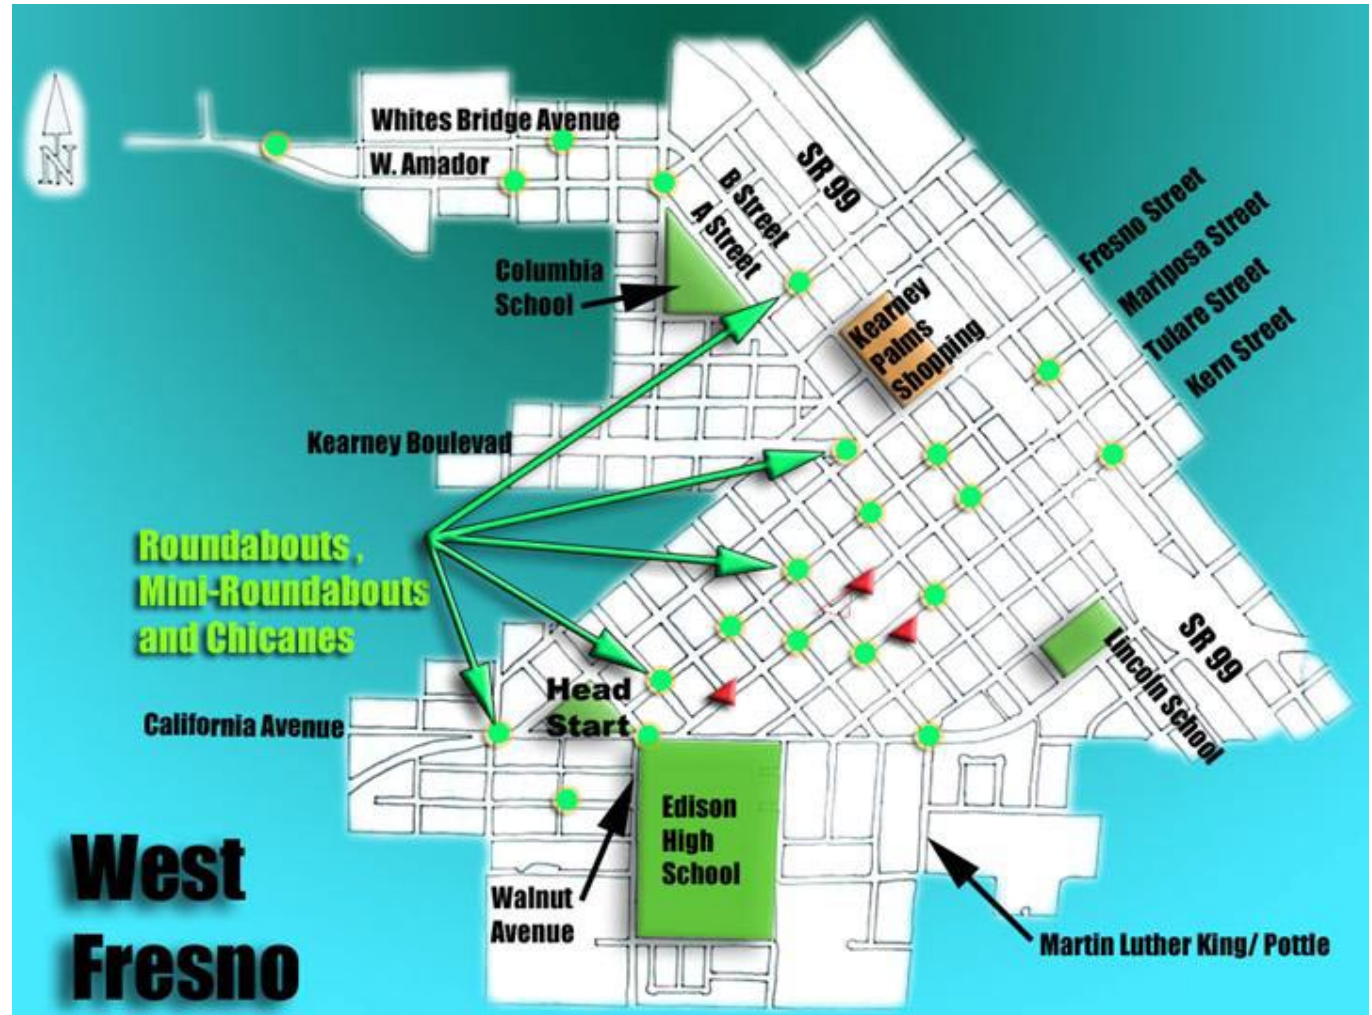 Whites Bridge Avenue
W. Amador
SR 99
B Street
A Street
Fresno Street
Mariposa Street
Tulare Street
Kern Street
N
Columbia
School
Kearney
Palms
Shopping
Kearney Boulevad
Roundabouts ,
Mini-Roundabouts
and Chicanes
Head
Start
California Avenue
Lincoln School
SR 99
Edison
High
School
Walnut
Avenue
Martin Luther King/ Pottle
West
Fresno